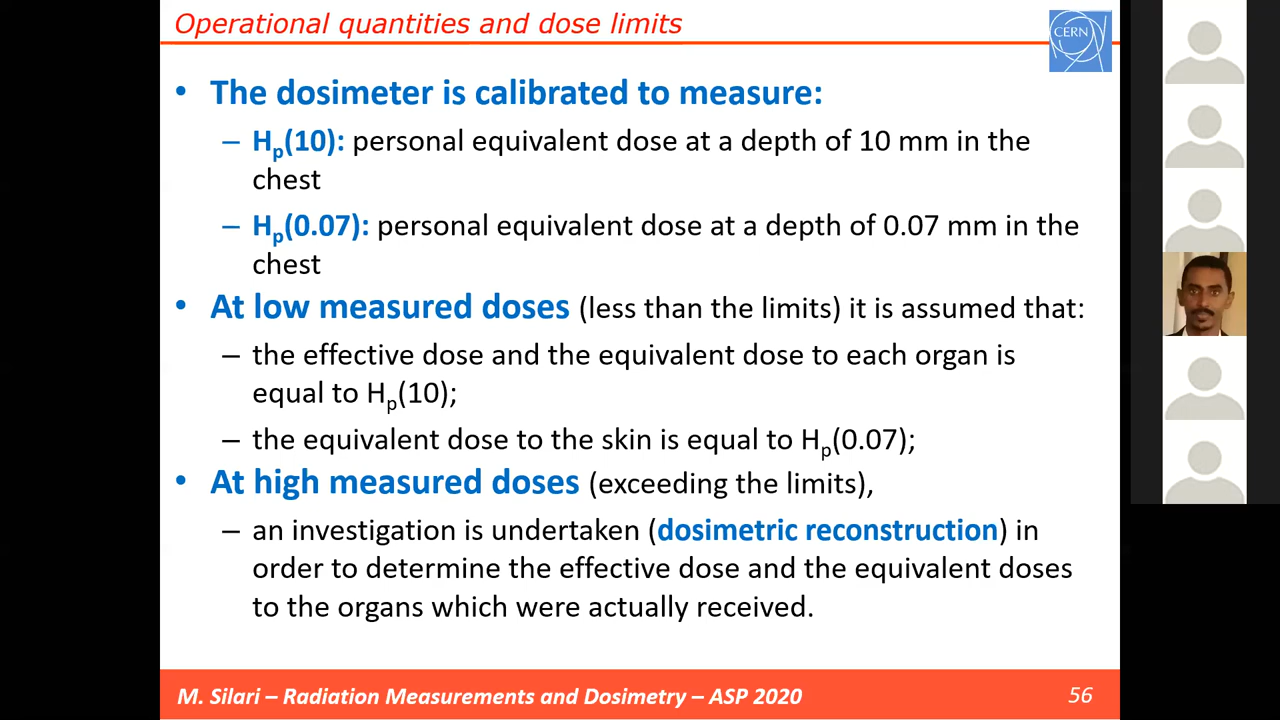 Operational quantities and dose limits
CERN
• The dosimeter is calibrated to measure:
– Hp(10): personal equivalent dose at a depth of 10 mm in the
chest
– Hp(0.07): personal equivalent dose at a depth of 0.07 mm in the
chest
• At low measured doses (less than the limits) it is assumed that:
– the effective dose and the equivalent dose to each organ is
equal to Hp(10);
– the equivalent dose to the skin is equal to Hp(0.07);
• At high measured doses (exceeding the limits),
– an investigation is undertaken (dosimetric reconstruction) in
order to determine the effective dose and the equivalent doses
to the organs which were actually received.
M. Silari – Radiation Measurements and Dosimetry – ASP 2020
56